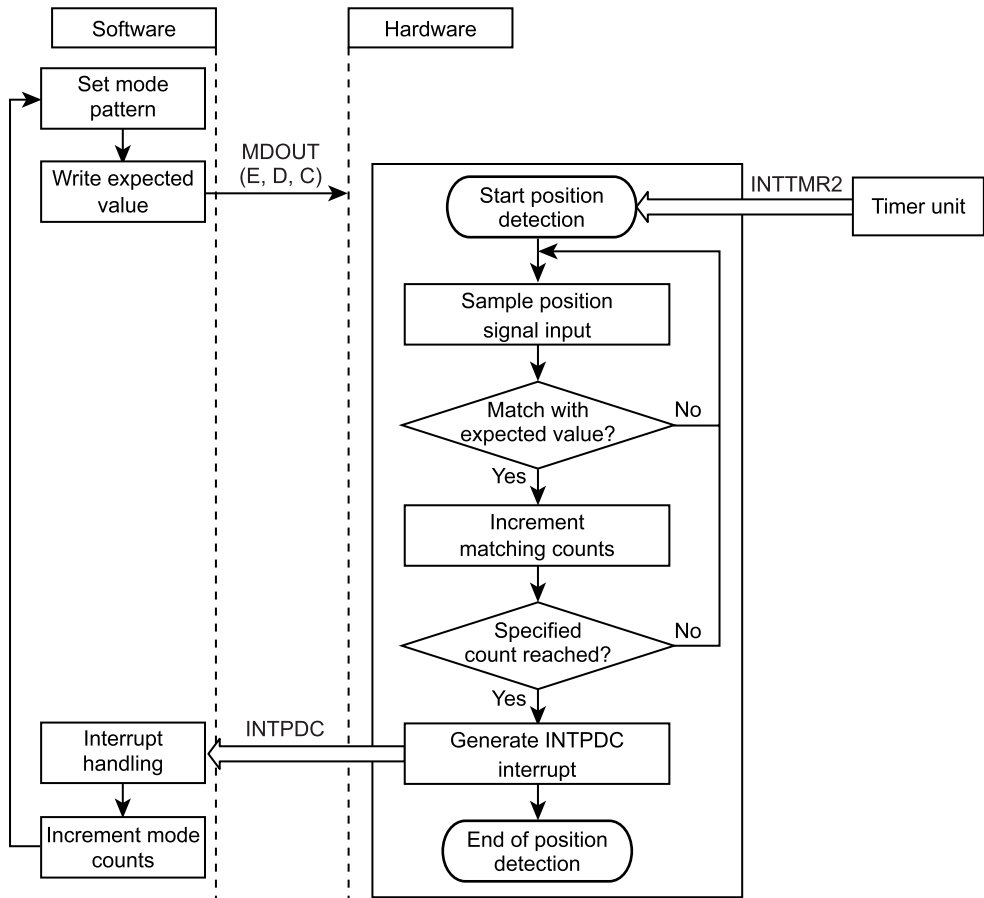 Software
Hardware
Set mode
pattern
Write expected
value
MDOUT
(E, D, C)
Start position
detection
INTTMR2
Timer unit
Sample position
signal input
Match with
expected value?
No
Yes
Increment
matching counts
Specified
count reached?
No
Yes
Generate INTPDC
interrupt
INTPDC
Interrupt
handling
Increment mode
counts
End of position
detection